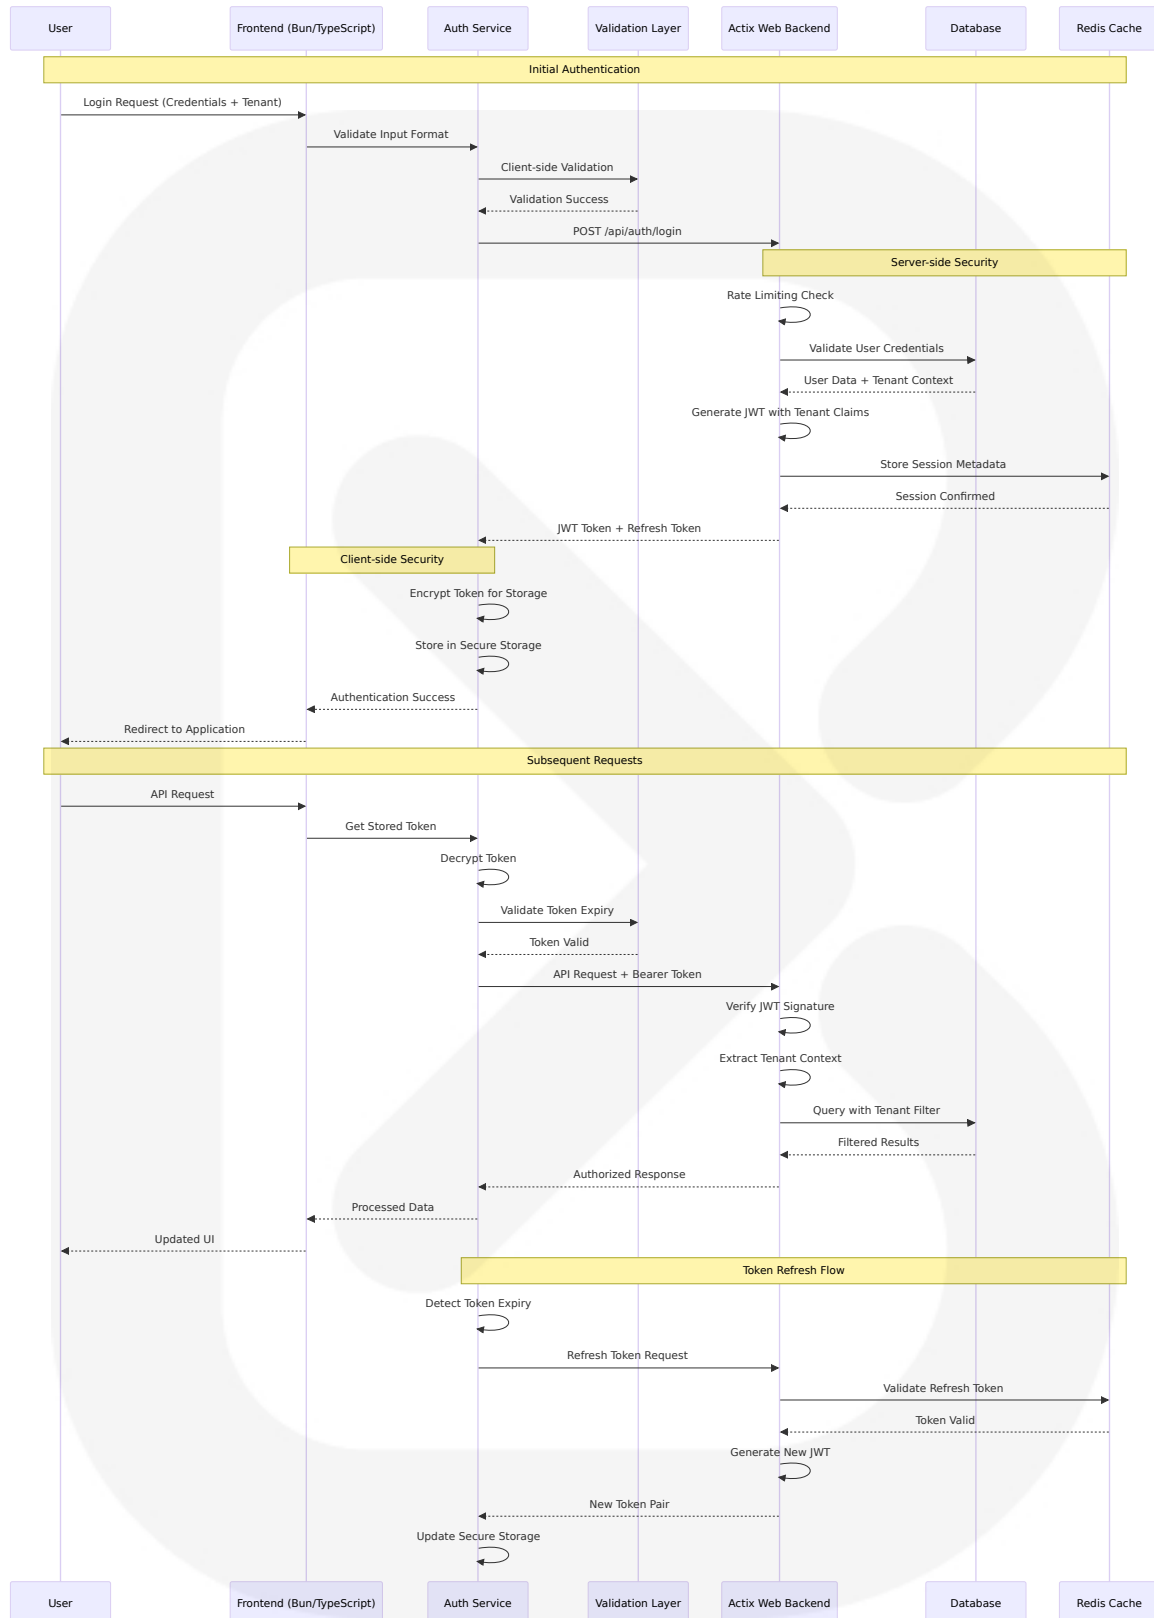 User
Frontend (Bun/TypeScript)
Auth Service
Validation Layer
Actix Web Backend
Database
Redis Cache
Initial Authentication
Login Request (Credentials + Tenant)
Validate Input Format
Client-side Validation
Validation Success
POST /api/auth/login
Server-side Security
Rate Limiting Check
Validate User Credentials
User Data + Tenant Context
Generate JWT with Tenant Claims
Store Session Metadata
Session Confirmed
JWT Token + Refresh Token
Client-side Security
Encrypt Token for Storage
Store in Secure Storage
Authentication Success
Redirect to Application
Subsequent Requests
API Request
Get Stored Token
Decrypt Token
Validate Token Expiry
Token Valid
API Request + Bearer Token
Verify JWT Signature
Extract Tenant Context
Query with Tenant Filter
Filtered Results
Authorized Response
Processed Data
Updated UI
Token Refresh Flow
Detect Token Expiry
Refresh Token Request
Validate Refresh Token
Token Valid
Generate New JWT
New Token Pair
Update Secure Storage
User
Frontend (Bun/TypeScript)
Auth Service
Validation Layer
Actix Web Backend
Database
Redis Cache